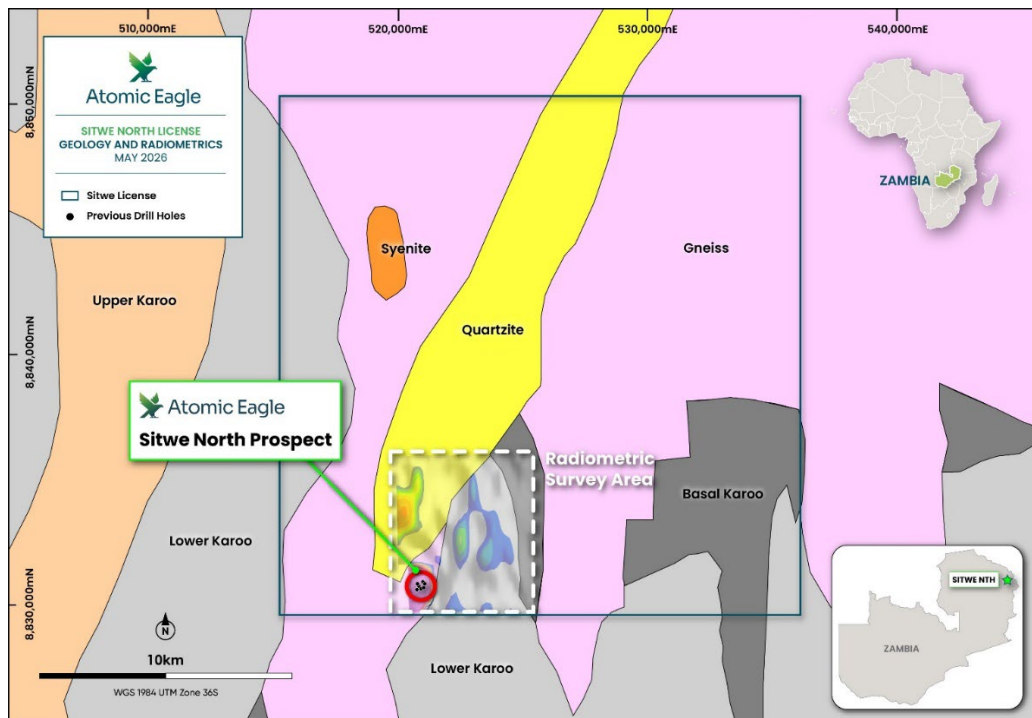 510,000mE
520,000mE
530,000mE
540,000mE
8,850,000mN
8,840,000mN
8,830,000mN
Atomic Eagle
SITWE NORTH LICENSE
GEOLOGY AND RADIOMETRICS
MAY 2026
Sitwe License
Previous Drill Holes
ZAMBIA
Syenite
Gneiss
Upper Karoo
Quartzite
Atomic Eagle
Sitwe North Prospect
Radiometric
Survey Area
Basal Karoo
Lower Karoo
Lower Karoo
N
10km
WGS 1984 UTM Zone 36S
SITWE NTH
ZAMBIA